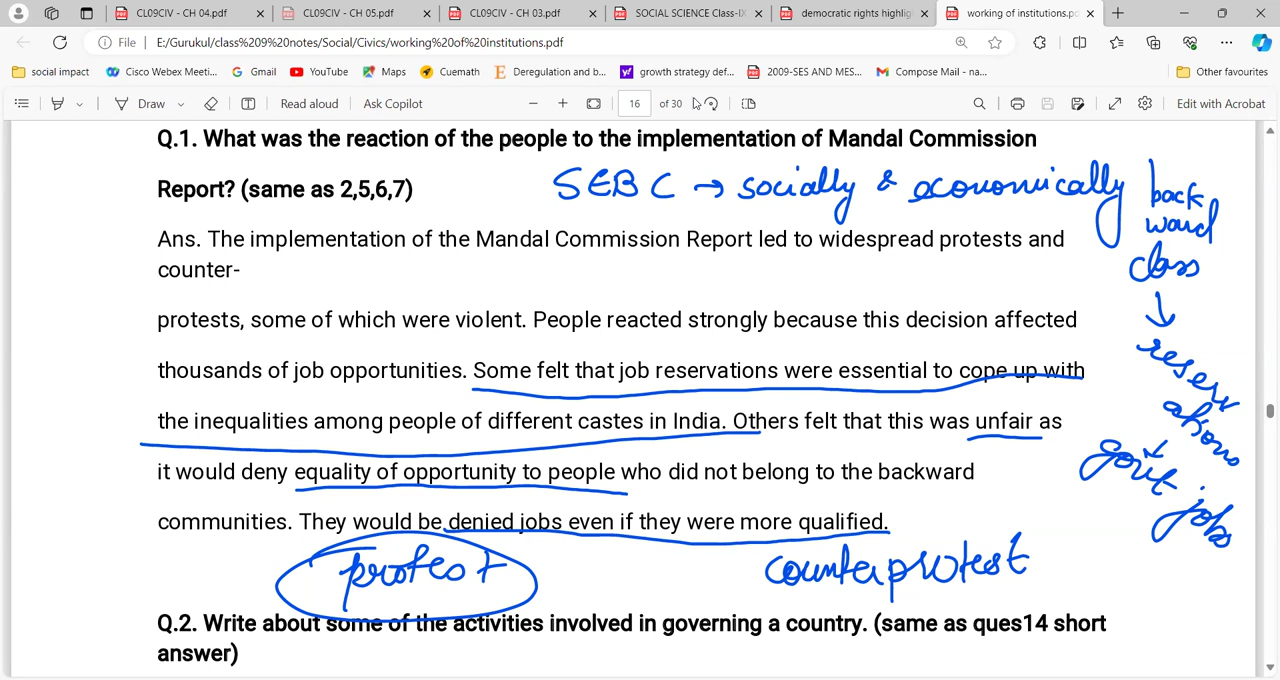 CL09CIV - CH 04.pdf
CL09CIV - CH 05.pdf
CL09CIV - CH 03.pdf
SOCIAL SCIENCE Class-IX
democratic rights highlig
working of institutions.p
File E:/Gurukul/class%209%20notes/Social/Civics/working%20of%20institutions.pdf
social impact Cisco Webex Meeti... Gmail YouTube Maps Cuemath Deregulation and b... growth strategy def... 2009-SES AND MES... Compose Mail - na... Other favourites
Draw Read aloud Ask Copilot 16 of 30 Edit with Acrobat
Q.1. What was the reaction of the people to the implementation of Mandal Commission
Report? (same as 2,5,6,7)
SEBC → socially & economically
back
ward
class
↓
reserv
ations
↓
govt
jobs
Ans. The implementation of the Mandal Commission Report led to widespread protests and
counter-
protests, some of which were violent. People reacted strongly because this decision affected
thousands of job opportunities. Some felt that job reservations were essential to cope up with
the inequalities among people of different castes in India. Others felt that this was unfair as
it would deny equality of opportunity to people who did not belong to the backward
communities. They would be denied jobs even if they were more qualified.
protest counterprotest
Q.2. Write about some of the activities involved in governing a country. (same as ques14 short
answer)